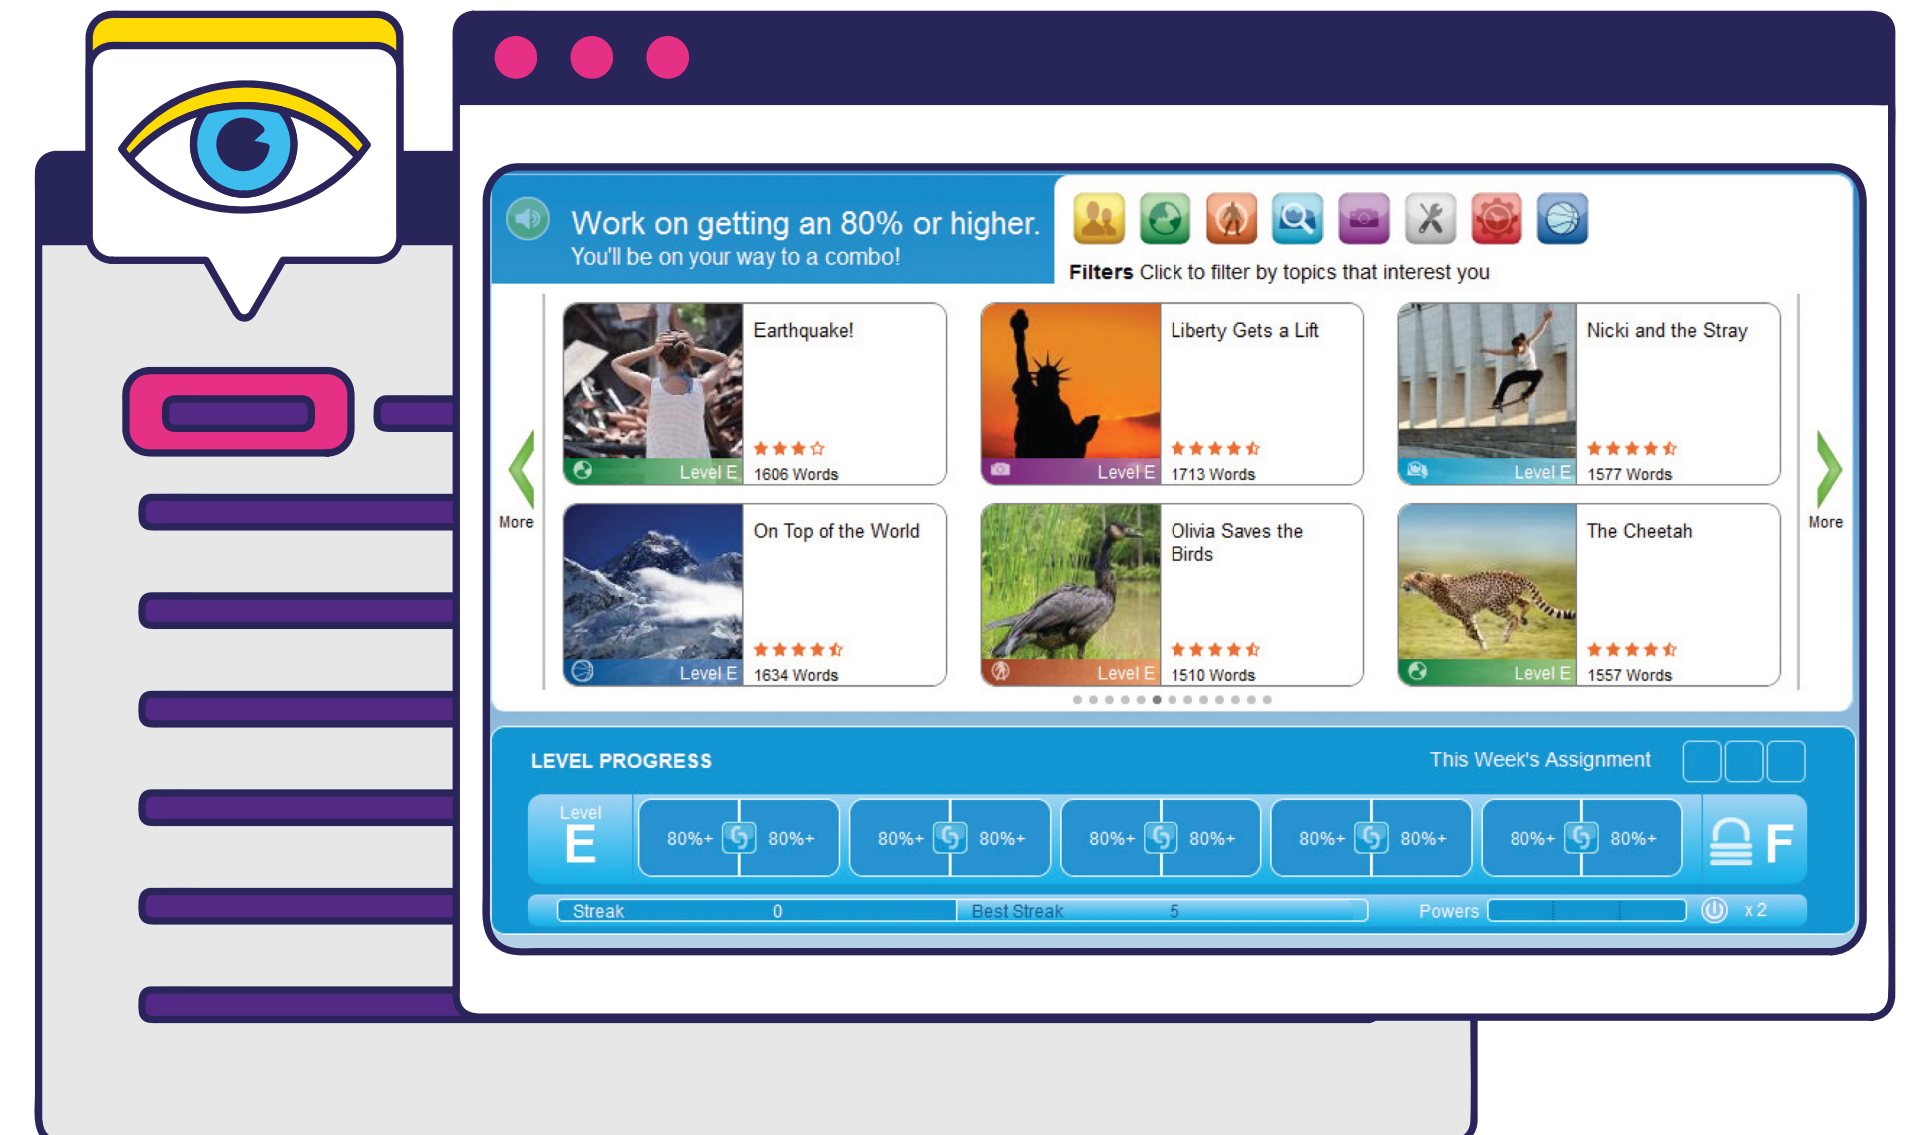 Work on getting an 80% or higher.
You'll be on your way to a combo!
Filters Click to filter by topics that interest you
Earthquake!
Level E
1606 Words
Liberty Gets a Lift
Level E
1713 Words
Nicki and the Stray
Level E
1577 Words
More
More
On Top of the World
Level E
1634 Words
Olivia Saves the
Birds
Level E
1510 Words
The Cheetah
Level E
1557 Words
LEVEL PROGRESS
This Week's Assignment
Level
E
80%+ 80%+ 80%+ 80%+ 80%+ 80%+ 80%+ 80%+ 80%+ 80%+
F
Streak 0 Best Streak 5 Powers x 2